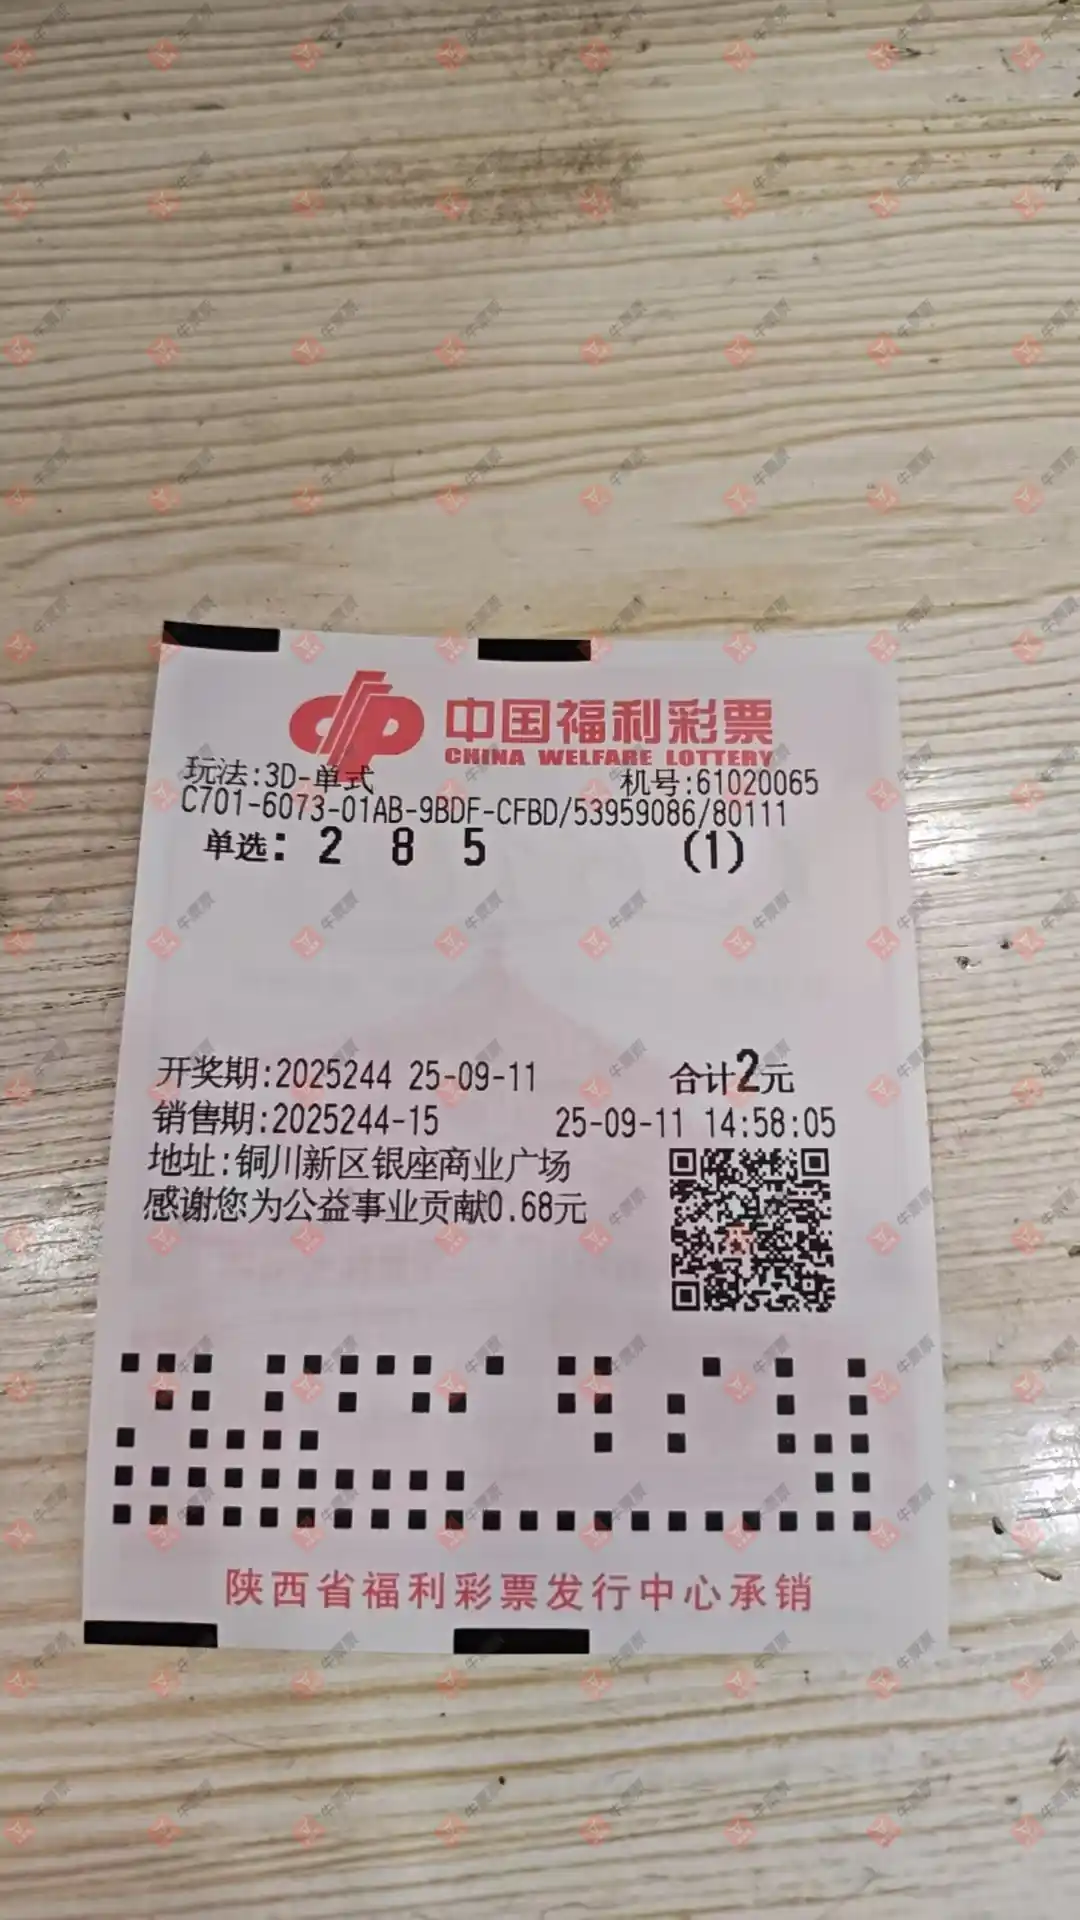 中国福利彩票
CHINA WELFARE LOTTERY
玩法:3D-单式 机号:61020065
C701-6073-01AB-9BDF-CFBD/53959086/80111
单选: 2 8 5 (1)
开奖期:2025244 25-09-11 合计2元
销售期:2025244-15 25-09-11 14:58:05
地址:铜川新区银座商业广场
感谢您为公益事业贡献0.68元
陕西省福利彩票发行中心承销
牛票票